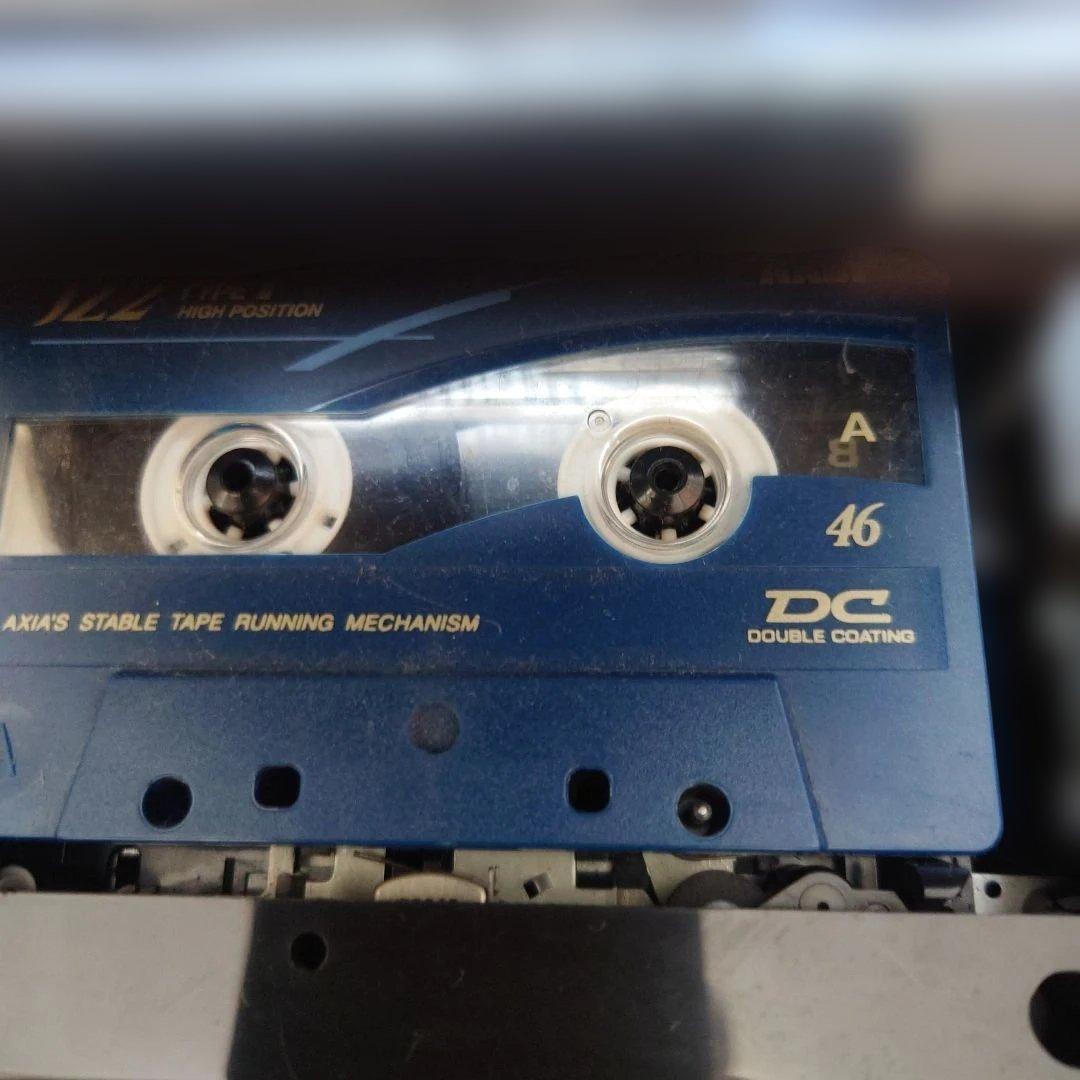 HIGH POSITION
A
B
46
AXIA'S STABLE TAPE RUNNING MECHANISM
DC
DOUBLE COATING